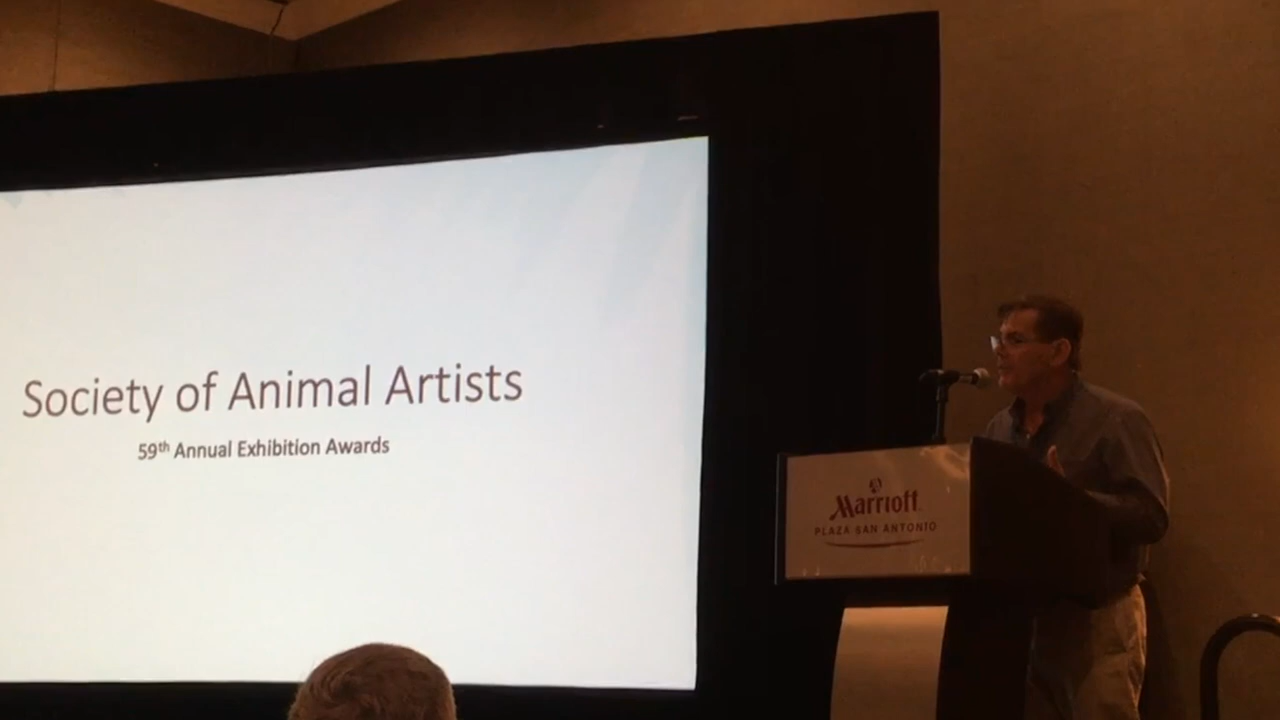 Society of Animal Artists
59th Annual Exhibition Awards
Marriott
PLAZA SAN ANTONIO